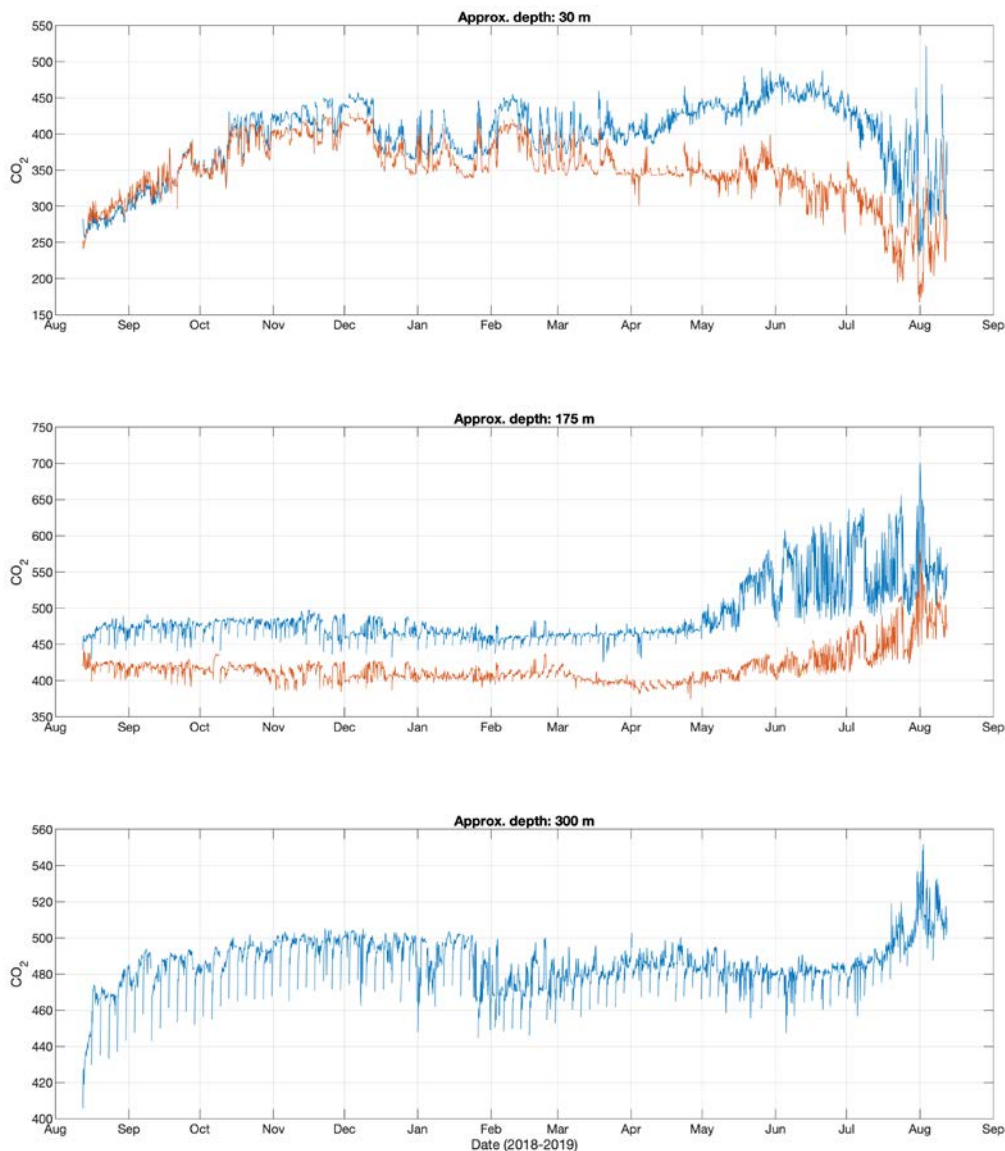 Approx. depth: 30 m
550
500
450
400
350
300
250
200
150
CO2
Aug Sep Oct Nov Dec Jan Feb Mar Apr May Jun Jul Aug Sep
Approx. depth: 175 m
750
700
650
600
550
500
450
400
350
CO2
Aug Sep Oct Nov Dec Jan Feb Mar Apr May Jun Jul Aug Sep
Approx. depth: 300 m
560
540
520
500
480
460
440
420
400
CO2
Aug Sep Oct Nov Dec Jan Feb Mar Apr May Jun Jul Aug Sep
Date (2018-2019)